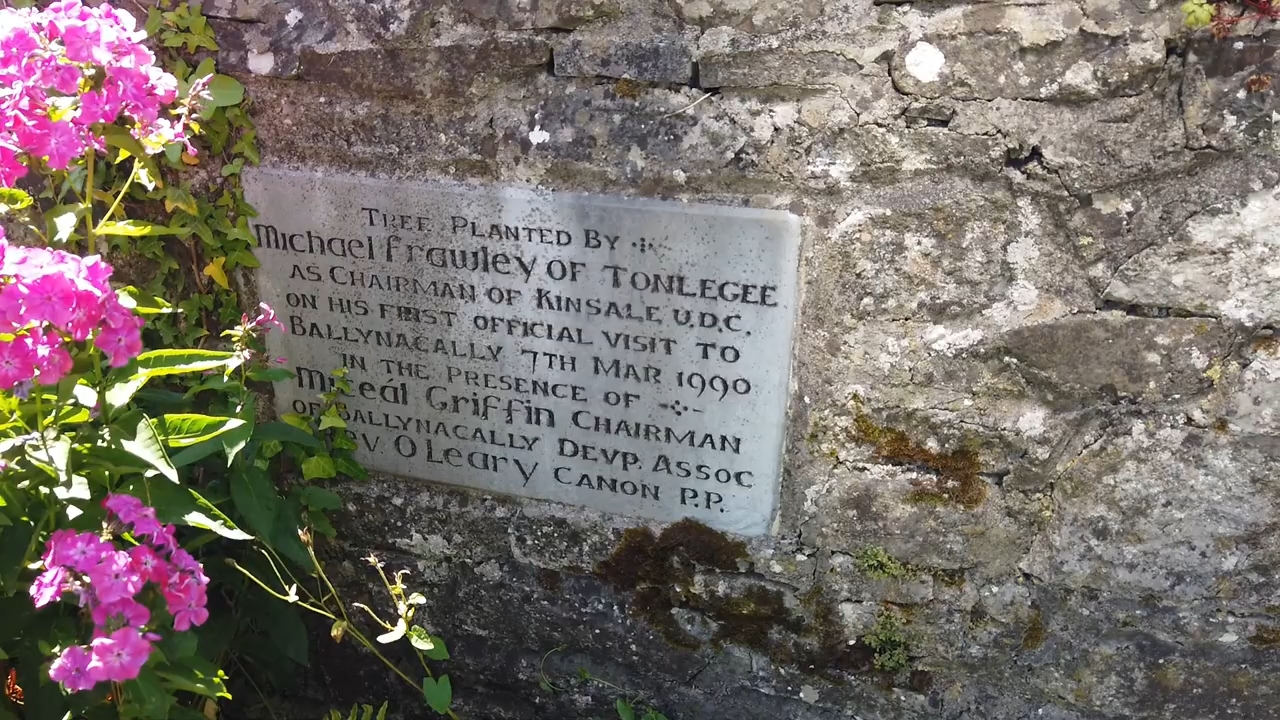 TREE PLANTED BY
Michael Frawley OF TONLEGEE
AS CHAIRMAN OF KINSALE U.D.C.
ON HIS FIRST OFFICIAL VISIT TO
BALLYNACALLY 7TH MAR 1990
IN THE PRESENCE OF
Miceál Griffin CHAIRMAN
OF BALLYNACALLY DEVP. ASSOC
V. O LEARY CANON P.P.